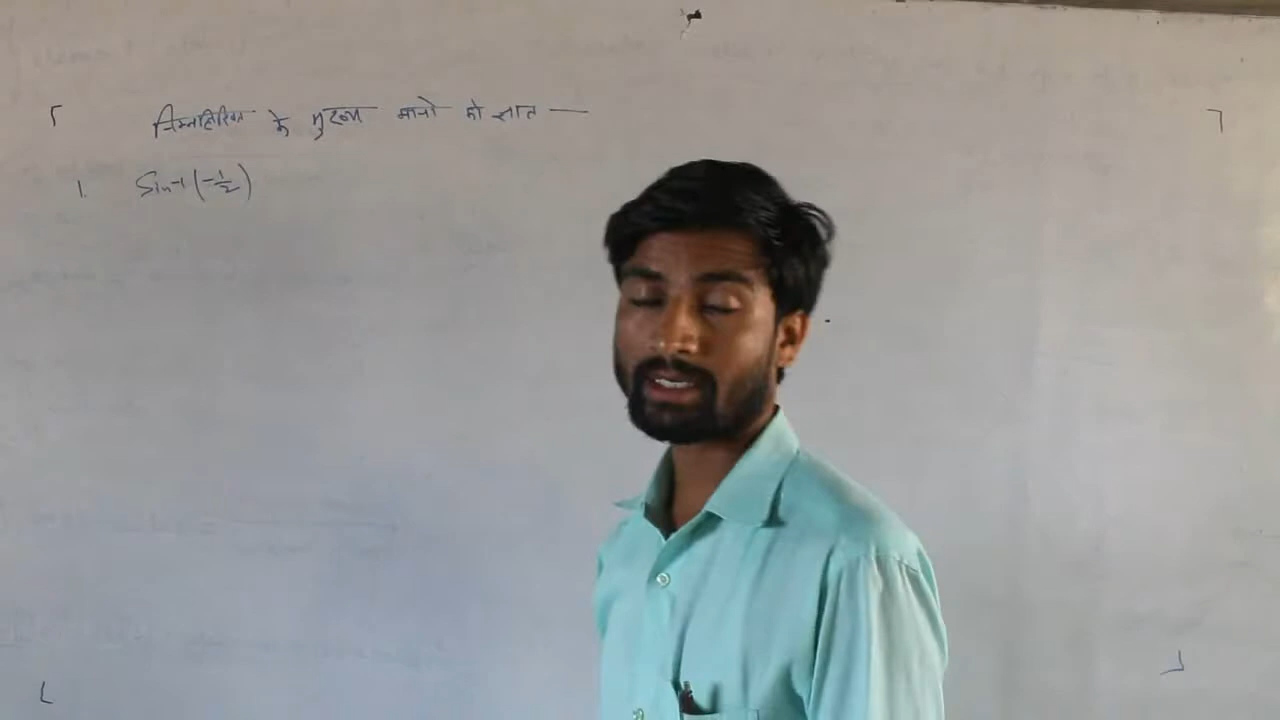 निम्नलिखित के मुख्य मानो को ज्ञात —
1. Sin-1(-1/2)